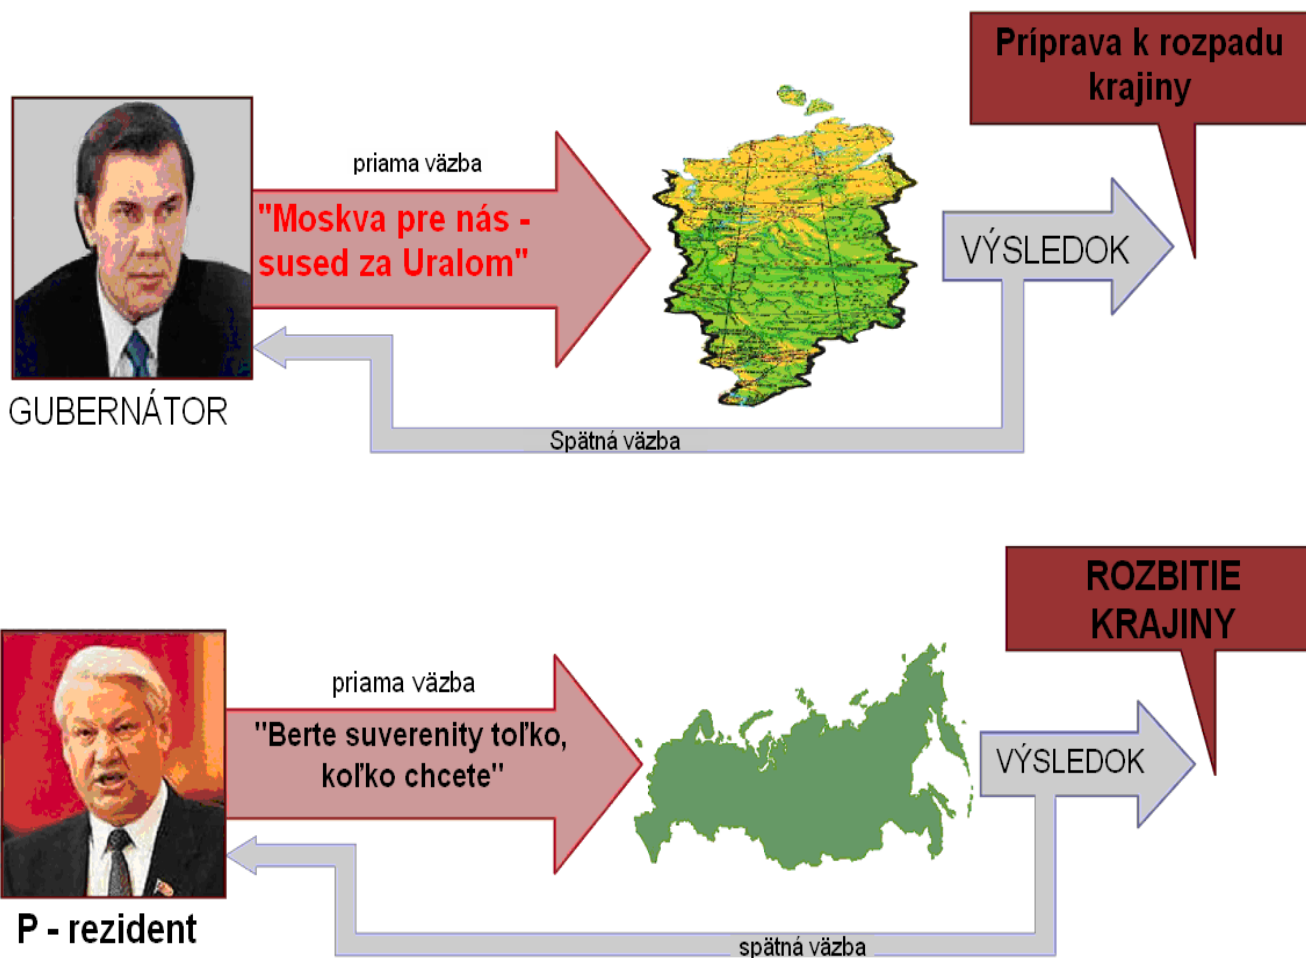 Príprava k rozpadu
krajiny
priama väzba
"Moskva pre nás -
sused za Uralom"
VÝSLEDOK
GUBERNÁTOR
Spätná väzba
ROZBITIE
KRAJINY
priama väzba
"Berte suverenity toľko,
koľko chcete"
VÝSLEDOK
P - rezident
spätná väzba